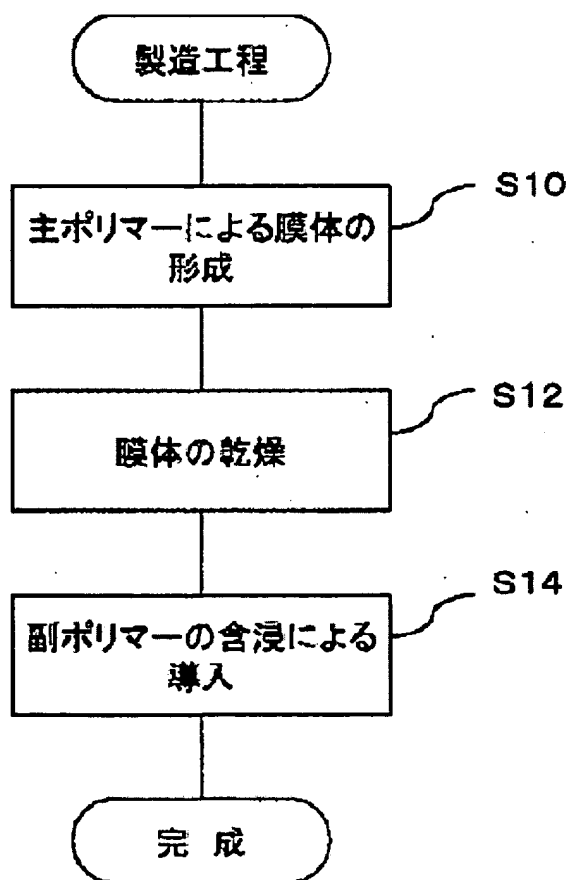 製造工程
S10
主ポリマーによる膜体の
形成
S12
膜体の乾燥
S14
副ポリマーの含浸による
導入
完 成